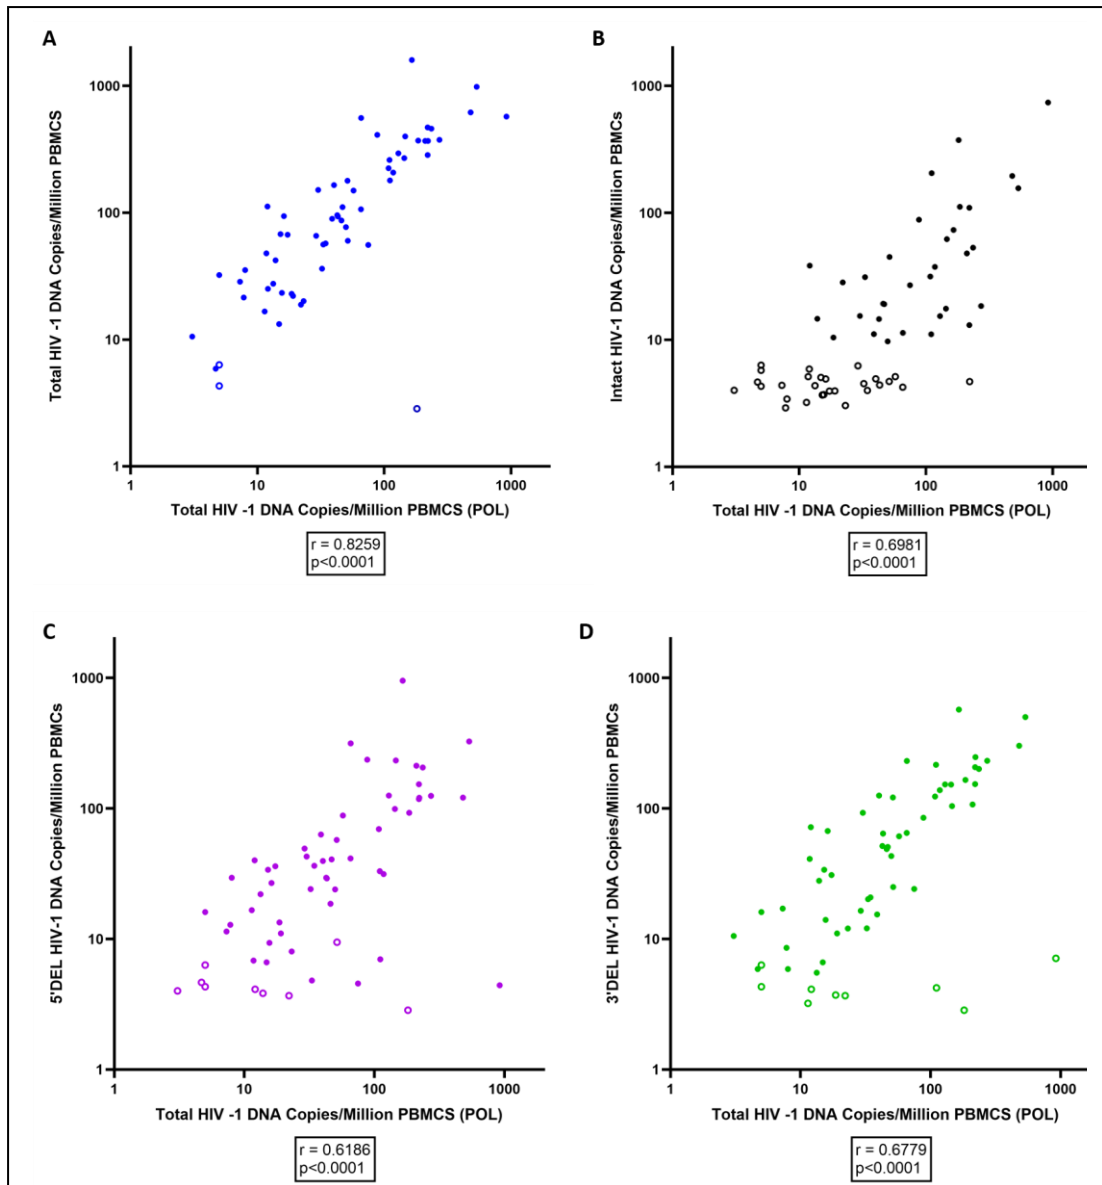 A
Total HIV -1 DNA Copies/Million PBMCS
1000
100
10
1
1 10 100 1000
Total HIV -1 DNA Copies/Million PBMCS (POL)
r = 0.8259
p<0.0001
B
Intact HIV-1 DNA Copies/Million PBMCs
1000
100
10
1
1 10 100 1000
Total HIV -1 DNA Copies/Million PBMCS (POL)
r = 0.6981
p<0.0001
C
5'DEL HIV-1 DNA Copies/Million PBMCs
1000
100
10
1
1 10 100 1000
Total HIV -1 DNA Copies/Million PBMCS (POL)
r = 0.6186
p<0.0001
D
3'DEL HIV-1 DNA Copies/Million PBMCs
1000
100
10
1
1 10 100 1000
Total HIV -1 DNA Copies/Million PBMCS (POL)
r = 0.6779
p<0.0001